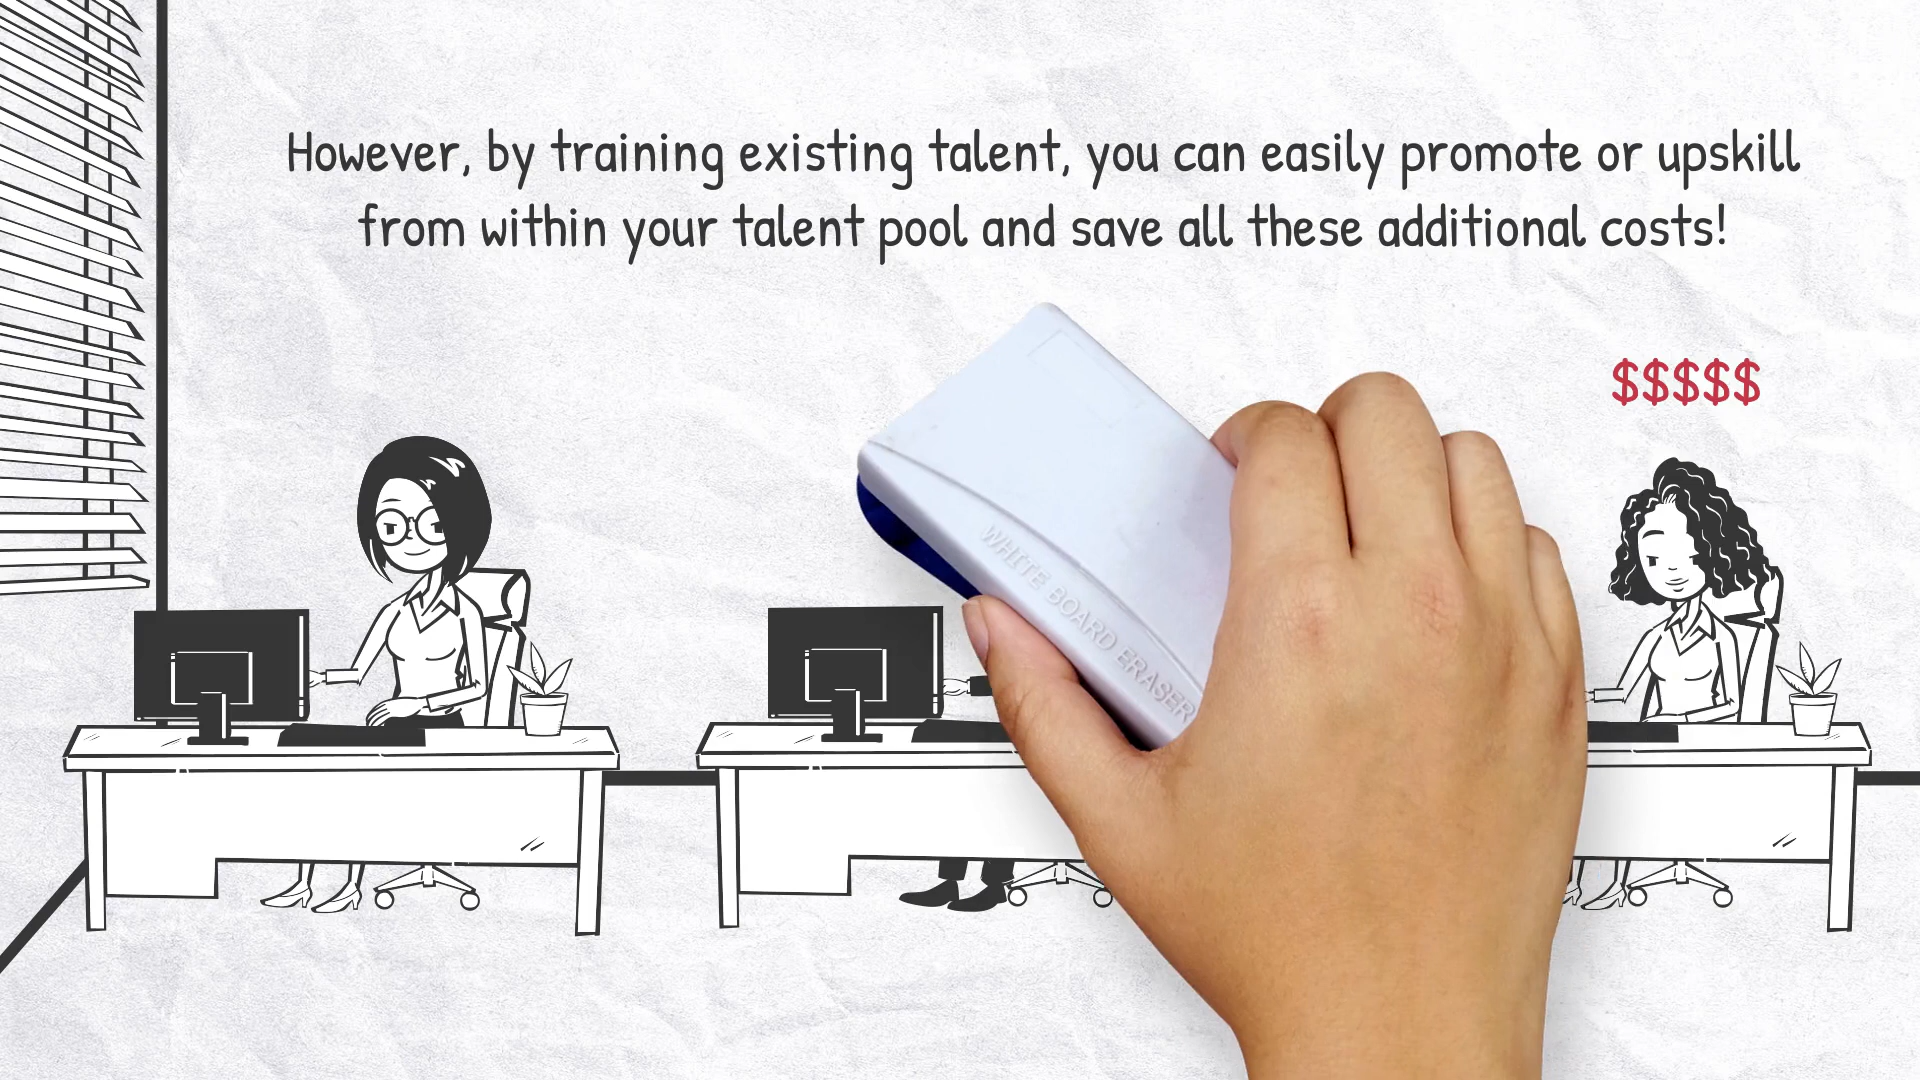 However, by training existing talent, you can easily promote or upskill
from within your talent pool and save all these additional costs!
$$$$$
WHITE BOARD ERASER